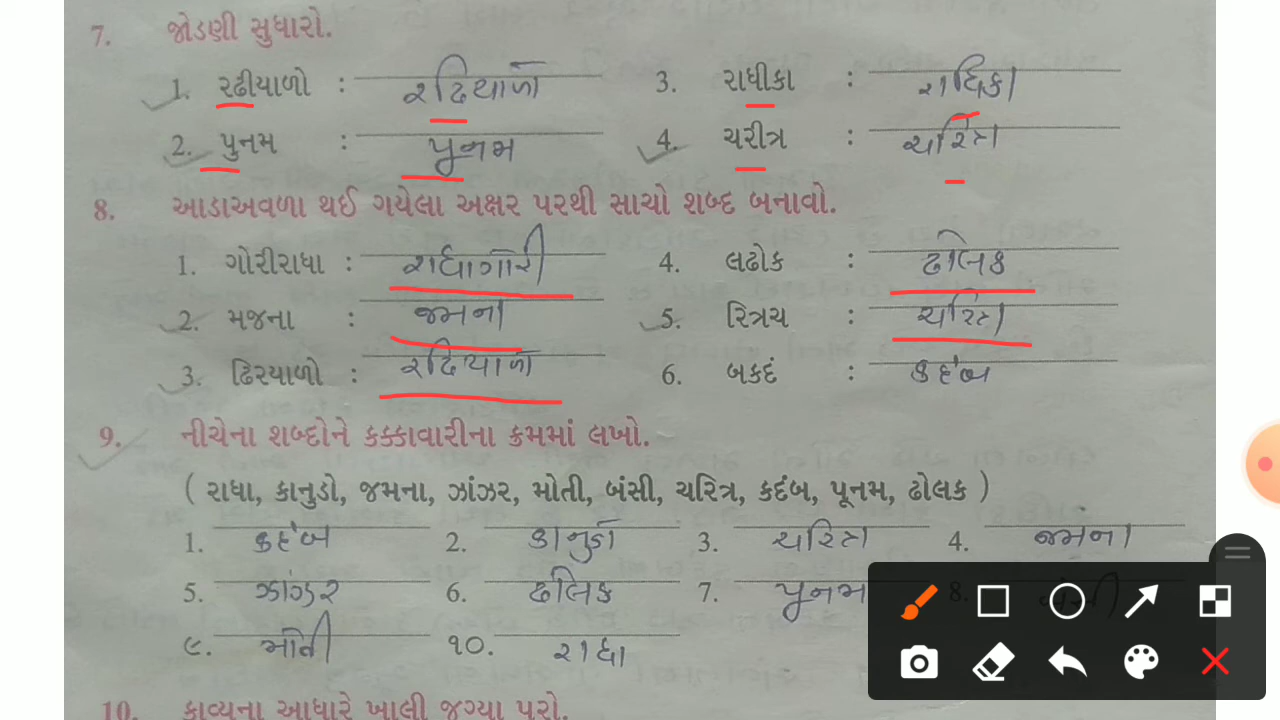 7. જોડણી સુધારો.
1. રઢીયાળો : રઢિયાળો 3. રાધીકા : રાધિકા
2. પુનમ : પૂનમ 4. ચરીત્ર : ચરિત્ર
8. આડાઅવળા થઈ ગયેલા અક્ષર પરથી સાચો શબ્દ બનાવો.
1. ગોરીરાધા : રાધાગોરી 4. લઢોક : ઢોલક
2. મજના : જમના 5. રિત્રચ : ચરિત્ર
3. ઢિરયાળો : રઢિયાળો 6. બકદં : કદંબ
9. નીચેના શબ્દોને કક્કાવારીના ક્રમમાં લખો.
( રાધા, કાનુડો, જમના, ઝાંઝર, મોતી, બંસી, ચરિત્ર, કદંબ, પૂનમ, ઢોલક )
1. કદંબ 2. કાનુડો 3. ચરિત્ર 4. જમના
5. ઝાંઝર 6. ઢોલક 7. પૂનમ 8. બંસી
૯. મોતી ૧૦. રાધા
10. કાવ્યના આધારે ખાલી જગ્યા પૂરો.